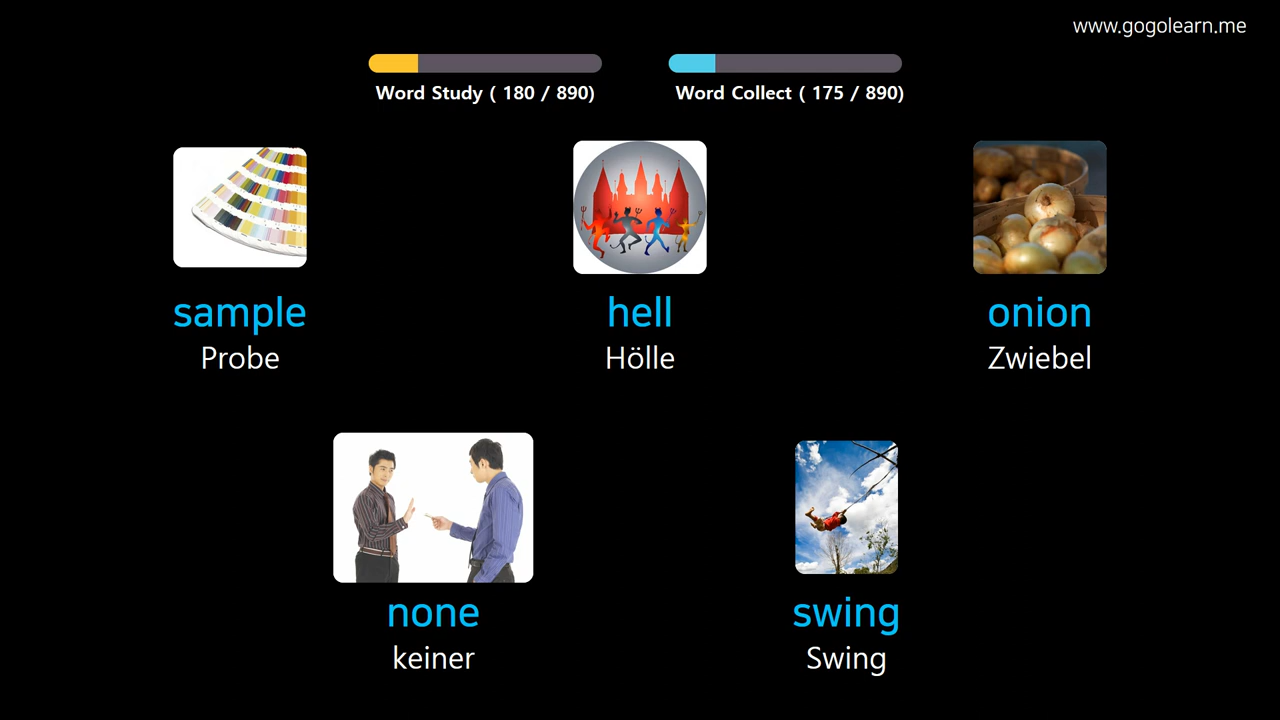 www.gogolearn.me
Word Study ( 180 / 890)
Word Collect ( 175 / 890)
sample
Probe
hell
Hölle
onion
Zwiebel
none
keiner
swing
Swing